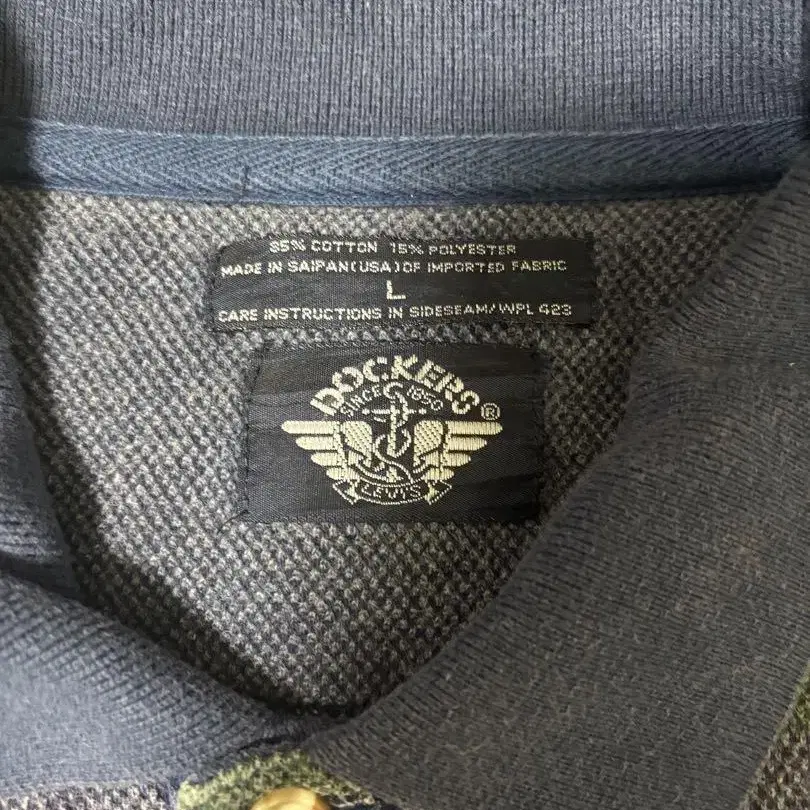 85% COTTON 15% POLYESTER
MADE IN SAIPAN(USA)OF IMPORTED FABRIC
L
CARE INSTRUCTIONS IN SIDESEAM/WPL 423
DOCKERS®
SINCE 1850
LEVI'S